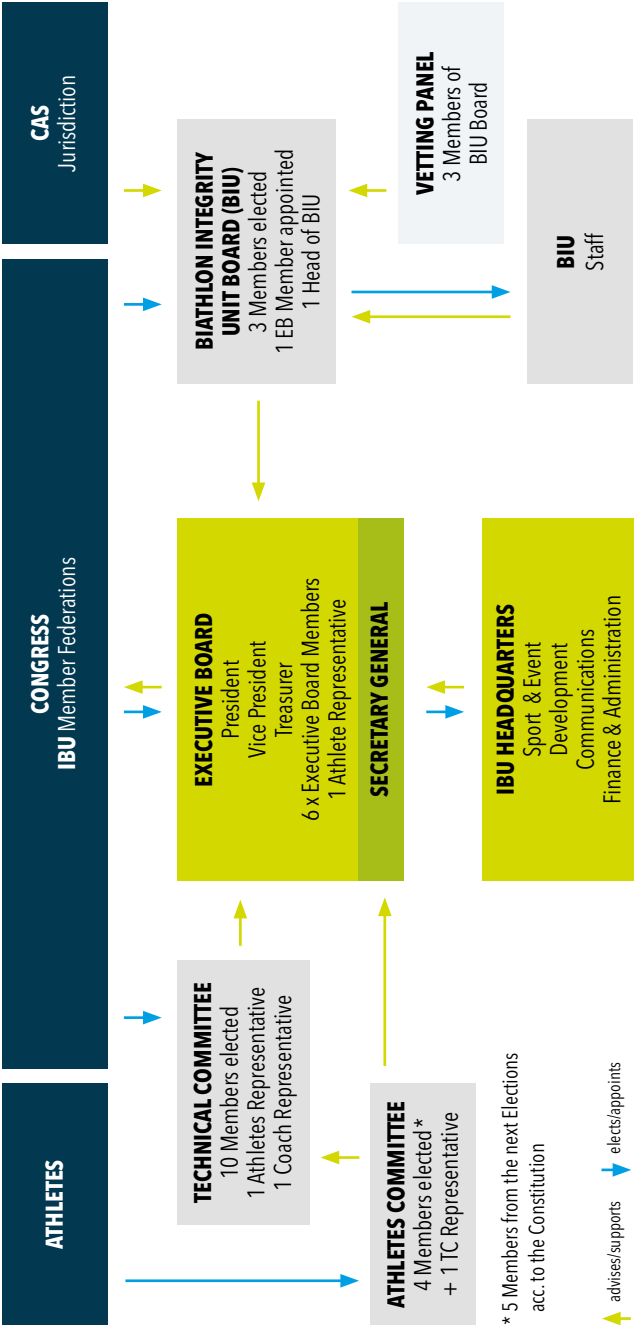 ATHLETES
CONGRESS
IBU Member Federations
CAS
Jurisdiction
TECHNICAL COMMITTEE
10 Members elected
1 Athletes Representative
1 Coach Representative
EXECUTIVE BOARD
President
Vice President
Treasurer
6 x Executive Board Members
1 Athlete Representative
SECRETARY GENERAL
BIATHLON INTEGRITY
UNIT BOARD (BIU)
3 Members elected
1 EB Member appointed
1 Head of BIU
VETTING PANEL
3 Members of
BIU Board
ATHLETES COMMITTEE
4 Members elected*
+ 1 TC Representative
IBU HEADQUARTERS
Sport & Event
Development
Communications
Finance & Administration
BIU
Staff
* 5 Members from the next Elections
acc. to the Constitution
advises/supports
elects/appoints